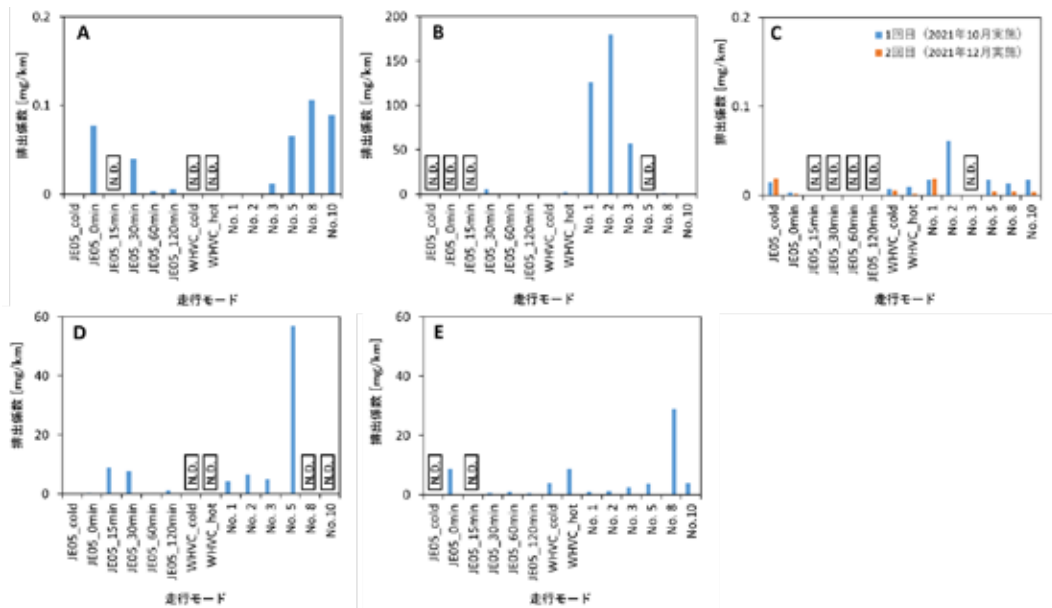 A
排出係数 [mg/km]
0.2
0.1
0
N.D.
N.D.
N.D.
JE05_cold
JE05_0min
JE05_15min
JE05_30min
JE05_60min
JE05_120min
WHVC_cold
WHVC_hot
No. 1
No. 2
No. 3
No. 5
No. 8
No.10
走行モード
B
排出係数 [mg/km]
200
150
100
50
0
N.D.
N.D.
N.D.
N.D.
JE05_cold
JE05_0min
JE05_15min
JE05_30min
JE05_60min
JE05_120min
WHVC_cold
WHVC_hot
No. 1
No. 2
No. 3
No. 5
No. 8
No. 10
走行モード
C
1回目（2021年10月実施）
2回目（2021年12月実施）
排出係数 [mg/km]
0.2
0.1
0
N.D.
N.D.
N.D.
N.D.
N.D.
JE05_cold
JE05_0min
JE05_15min
JE05_30min
JE05_60min
JE05_120min
WHVC_cold
WHVC_hot
No. 1
No. 2
No. 3
No. 5
No. 8
No. 10
走行モード
D
排出係数 [mg/km]
60
40
20
0
N.D.
N.D.
N.D.
N.D.
JE05_cold
JE05_0min
JE05_15min
JE05_30min
JE05_60min
JE05_120min
WHVC_cold
WHVC_hot
No. 1
No. 2
No. 3
No. 5
No. 8
No.10
走行モード
E
排出係数 [mg/km]
60
40
20
0
N.D.
N.D.
JE05_cold
JE05_0min
JE05_15min
JE05_30min
JE05_60min
JE05_120min
WHVC_cold
WHVC_hot
No. 1
No. 2
No. 3
No. 5
No. 8
No. 10
走行モード